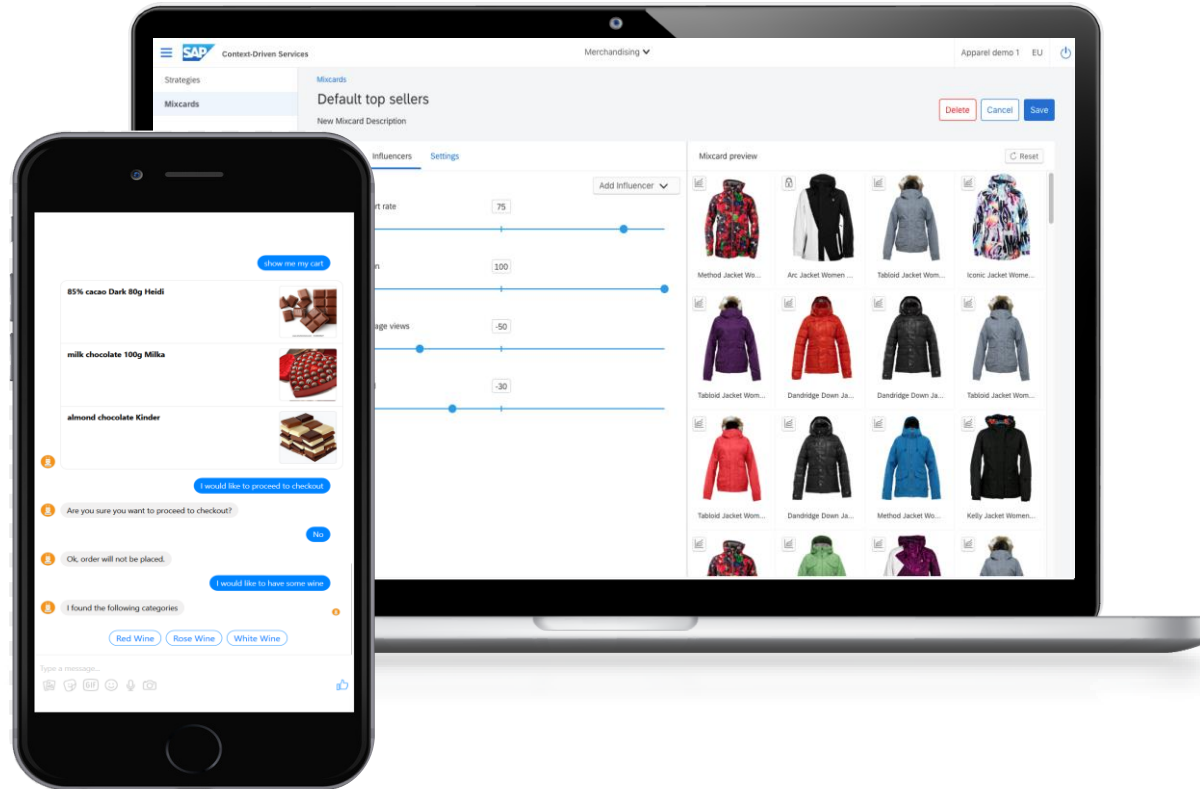 SAP Context-Driven Services
Merchandising
Apparel demo 1 EU
Strategies
Mixcards
Mixcards
Default top sellers
New Mixcard Description
Delete Cancel Save
Influencers Settings
Add Influencer
rt rate 75
n 100
age views -50
-30
Mixcard preview
Reset
Method Jacket Wo... Arc Jacket Women ... Tabloid Jacket Wom... Iconic Jacket Wome...
Tabloid Jacket Wom... Dandridge Down Ja... Dandridge Down Ja... Tabloid Jacket Wom...
Tabloid Jacket Wom... Dandridge Down Ja... Method Jacket Wo... Kelly Jacket Women...
show me my cart
85% cacao Dark 80g Heidi
milk chocolate 100g Milka
almond chocolate Kinder
I would like to proceed to checkout
Are you sure you want to proceed to checkout?
No
Ok, order will not be placed.
I would like to have some wine
I found the following categories
Red Wine Rose Wine White Wine
Type a message...
GIF